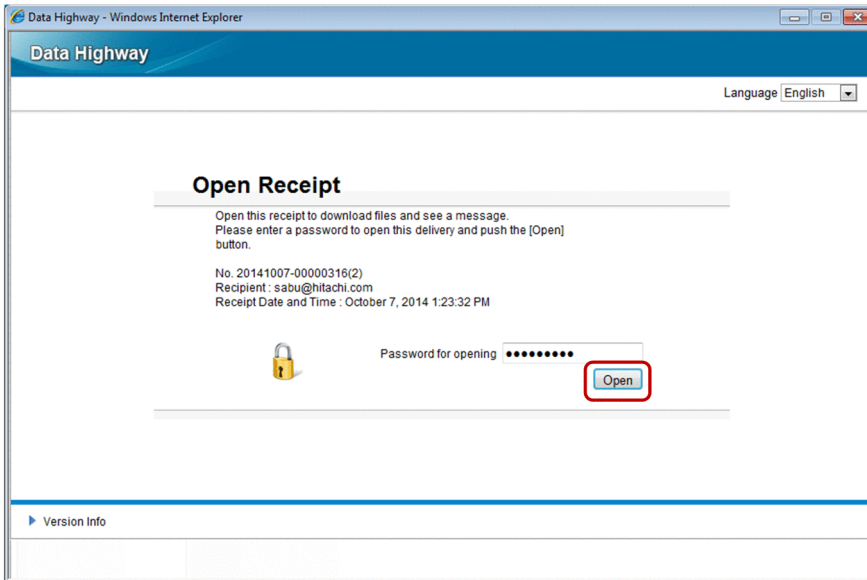 Data Highway - Windows Internet Explorer
Data Highway
Language English
Open Receipt
Open this receipt to download files and see a message.
Please enter a password to open this delivery and push the [Open]
button.
No. 20141007-00000316(2)
Recipient : sabu@hitachi.com
Receipt Date and Time : October 7, 2014 1:23:32 PM
Password for opening ●●●●●●●●●
Open
Version Info